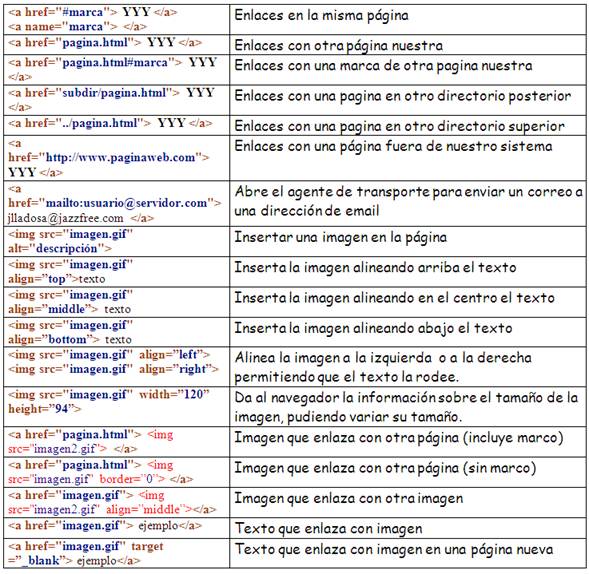 <a href="#marca"> YYY </a>
<a name="marca"> </a>
Enlaces en la misma página
<a href="pagina.html"> YYY </a>
Enlaces con otra página nuestra
<a href="pagina.html#marca"> YYY
</a>
Enlaces con una marca de otra pagina nuestra
<a href="subdir/pagina.html"> YYY
</a>
Enlaces con una pagina en otro directorio posterior
<a href="../pagina.html"> YYY </a>
Enlaces con una pagina en otro directorio superior
<a
href="http://www.paginaweb.com">
YYY </a>
Enlaces con una página fuera de nuestro sistema
<a
href="mailto:usuario@servidor.com">
jlladosa@jazzfree.com </a>
Abre el agente de transporte para enviar un correo a
una dirección de email
<img src="imagen.gif"
alt="descripción">
Insertar una imagen en la página
<img src="imagen.gif"
align="top">texto
Inserta la imagen alineando arriba el texto
<img src="imagen.gif"
align="middle"> texto
Inserta la imagen alineando en el centro el texto
<img src="imagen.gif"
align="bottom"> texto
Inserta la imagen alineando abajo el texto
<img src="imagen.gif" align="left">
<img src="imagen.gif" align="right">
Alinea la imagen a la izquierda o a la derecha
permitiendo que el texto la rodee.
<img src="imagen.gif" width="120"
height="94">
Da al navegador la información sobre el tamaño de la
imagen, pudiendo variar su tamaño.
<a href="pagina.html"> <img
src="imagen2.gif"> </a>
Imagen que enlaza con otra página (incluye marco)
<a href="pagina.html"> <img
src="imagen.gif" border="0"> </a>
Imagen que enlaza con otra página (sin marco)
<a href="imagen.gif"> <img
src="imagen2.gif" align="middle"></a>
Imagen que enlaza con otra imagen
<a href="imagen.gif"> ejemplo</a>
Texto que enlaza con imagen
<a href="imagen.gif" target
="_blank"> ejemplo</a>
Texto que enlaza con imagen en una página nueva